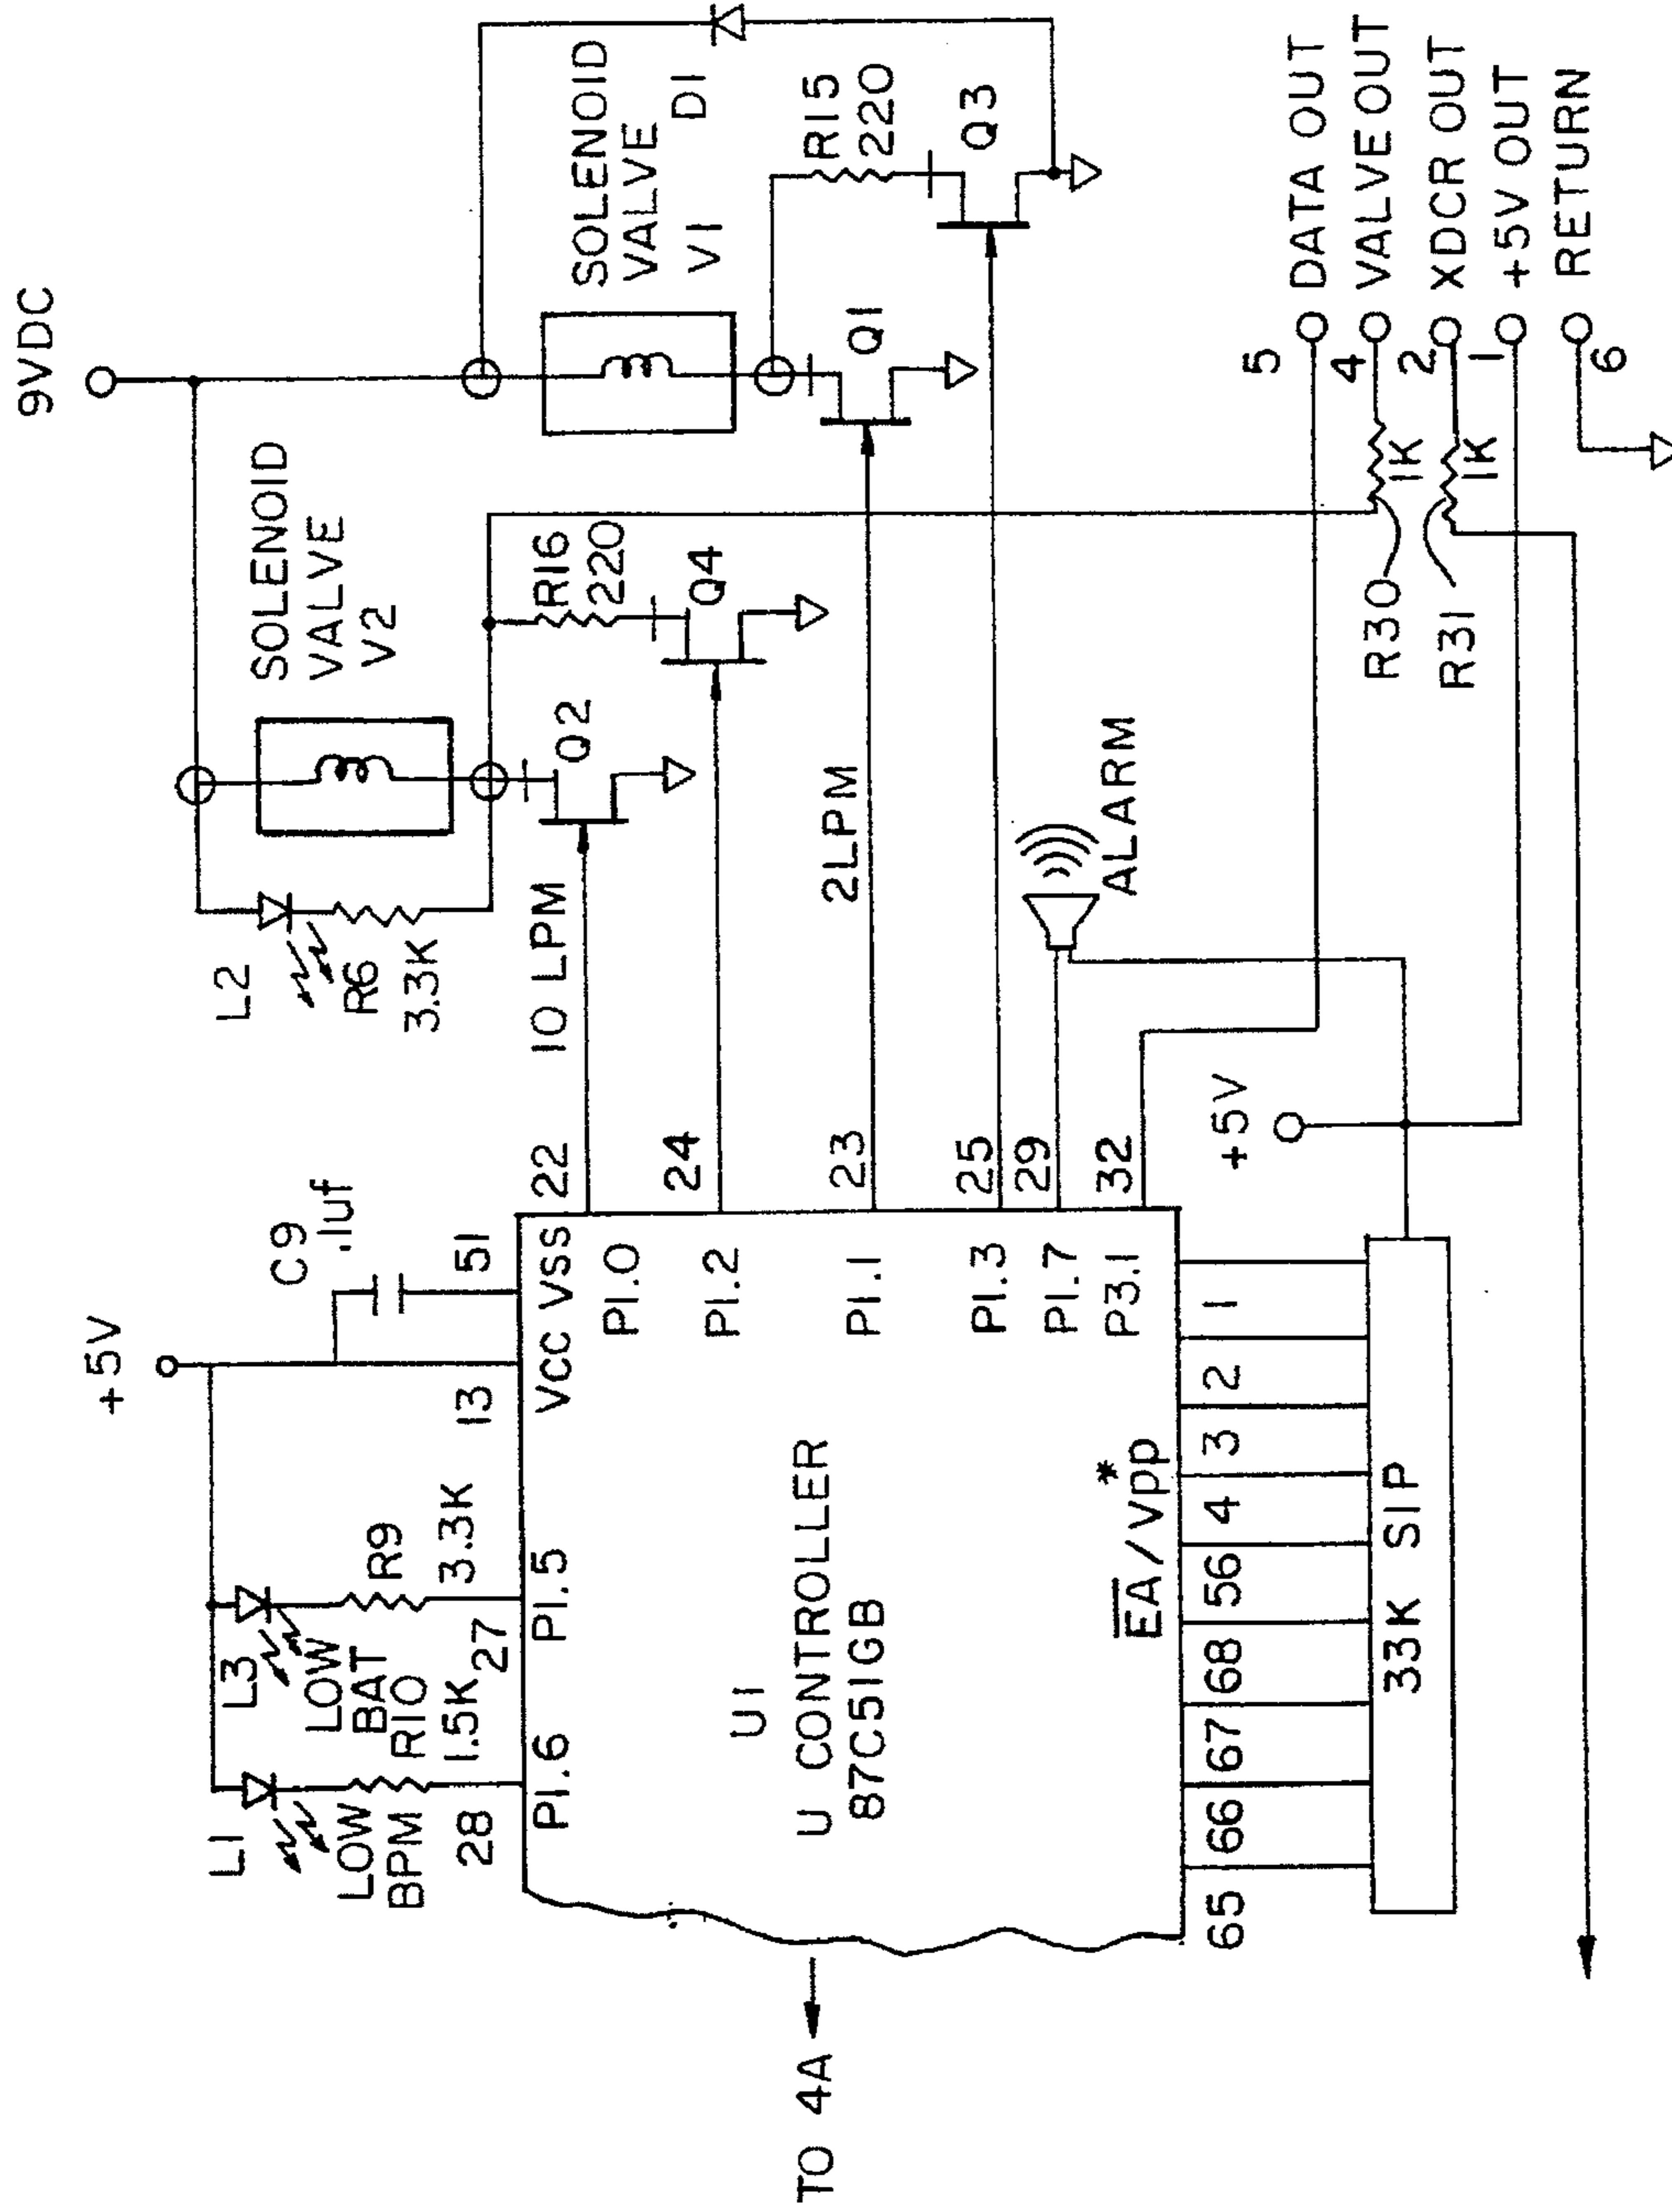 9VDC
SOLENOID
VALVE
V2
L2
R6
3.3K
SOLENOID
VALVE
V1
D1
R15
220
Q3
Q1
R16
220
Q4
Q2
10 LPM
2LPM
ALARM
+5V
C9
.1uf
L3
LOW
BAT
R9
3.3K
L1
LOW
BPM
R10
1.5K
28
27
13
51
22
24
23
25
29
32
P1.6
P1.5
VCC
VSS
P1.0
P1.2
P1.1
P1.3
P1.7
P3.1
U1
U CONTROLLER
87C51GB
EA/Vpp*
65
66
67
68
56
4
3
2
1
33K SIP
+5V
R30
1K
R31
1K
5
DATA OUT
4
VALVE OUT
2
XDCR OUT
1
+5V OUT
6
RETURN
TO 4A